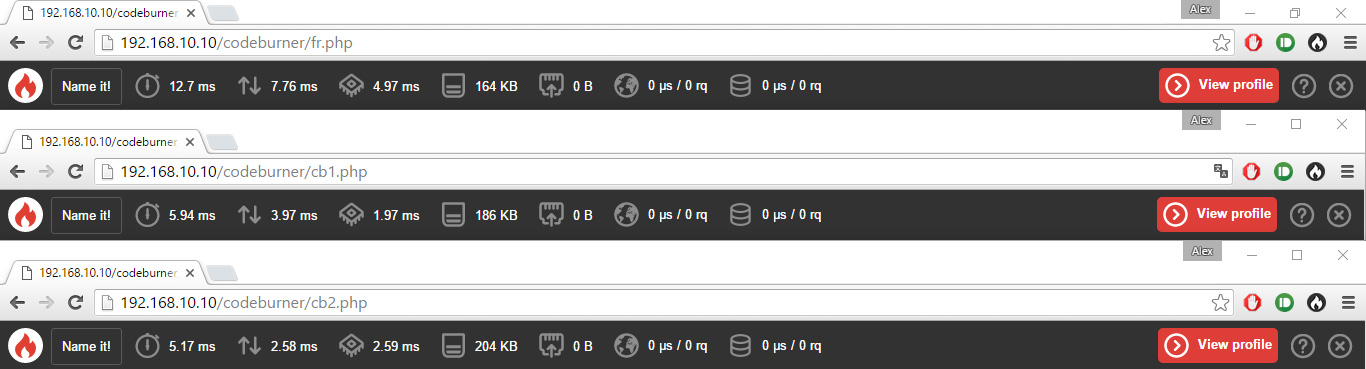 192.168.10.10/codeburner
Alex
192.168.10.10/codeburner/fr.php
Name it! 12.7 ms 7.76 ms 4.97 ms 164 KB 0 B 0 µs / 0 rq 0 µs / 0 rq View profile
Alex
192.168.10.10/codeburner
192.168.10.10/codeburner/cb1.php
Name it! 5.94 ms 3.97 ms 1.97 ms 186 KB 0 B 0 µs / 0 rq 0 µs / 0 rq View profile
Alex
192.168.10.10/codeburner
192.168.10.10/codeburner/cb2.php
Name it! 5.17 ms 2.58 ms 2.59 ms 204 KB 0 B 0 µs / 0 rq 0 µs / 0 rq View profile